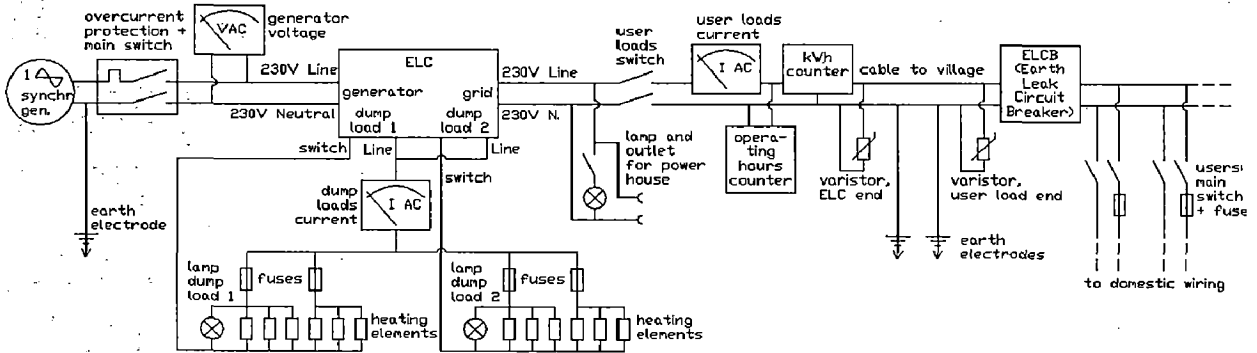 overcurrent
protection +
main switch
VAC
generator
voltage
1
synchr.
gen.
earth
electrode
230V Line
230V Neutral
ELC
generator
grid
dump
load 1
dump
load 2
switch
Line
Line
switch
230V Line
230V N.
dump
loads
current
I AC
lamp
dump
load 1
fuses
heating
elements
lamp
dump
load 2
fuses
heating
elements
user
loads
switch
lamp and
outlet
for power
house
user loads
current
I AC
kWh
counter
opera-
ting
hours
counter
cable to village
varistor,
ELC end
varistor,
user load end
earth
electrodes
ELCB
(Earth
Leak
Circuit
Breaker)
users'
main
switch
+ fuse
to domestic wiring